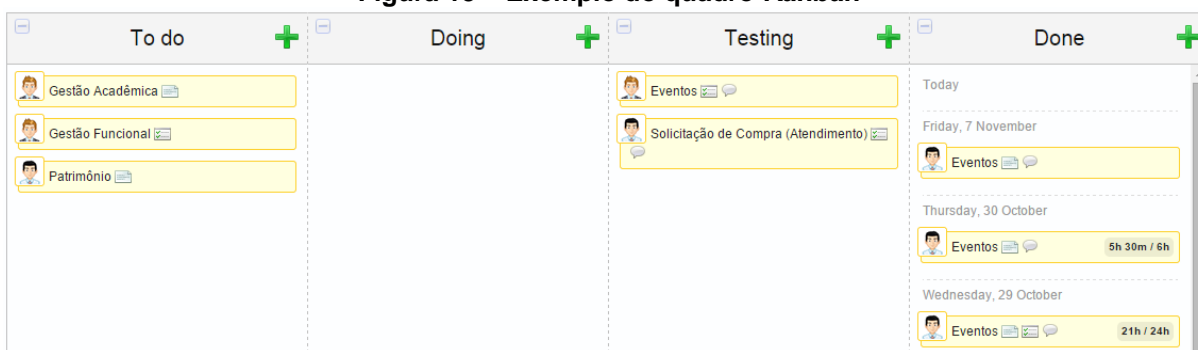 To do
Doing
Testing
Done
Gestão Acadêmica
Gestão Funcional
Patrimônio
Eventos
Solicitação de Compra (Atendimento)
Today
Friday, 7 November
Eventos
Thursday, 30 October
Eventos 5h 30m / 6h
Wednesday, 29 October
Eventos 21h / 24h